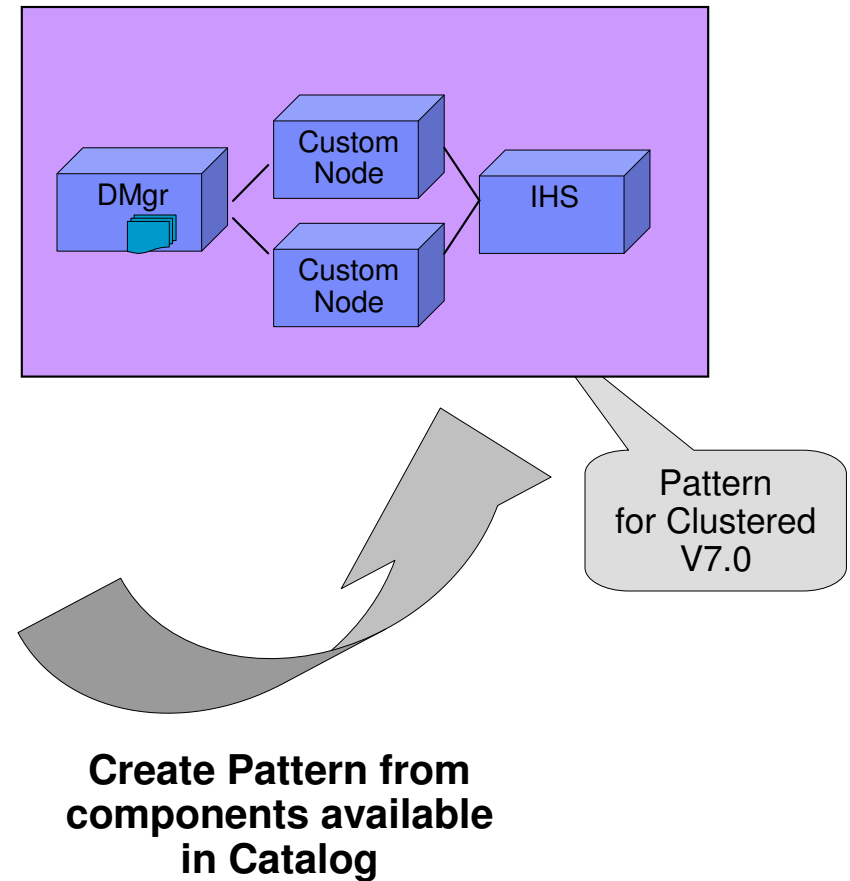 DMgr
Custom
Node
Custom
Node
IHS
Pattern
for Clustered
V7.0
Create Pattern from
components available
in Catalog